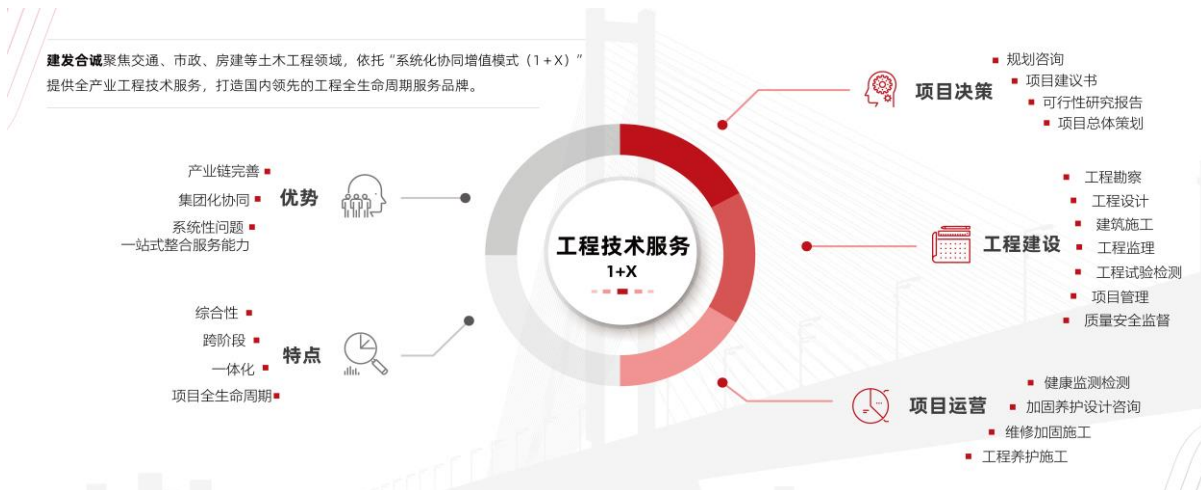 建发合诚聚焦交通、市政、房建等土木工程领域，依托“系统化协同增值模式（1+X）”
提供全产业工程技术服务，打造国内领先的工程全生命周期服务品牌。
产业链完善
集团化协同
系统性问题
一站式整合服务能力
优势
综合性
跨阶段
一体化
项目全生命周期
特点
工程技术服务
1+X
项目决策
规划咨询
项目建议书
可行性研究报告
项目总体策划
工程建设
工程勘察
工程设计
建筑施工
工程监理
工程试验检测
项目管理
质量安全监督
项目运营
健康监测检测
加固养护设计咨询
维修加固施工
工程养护施工